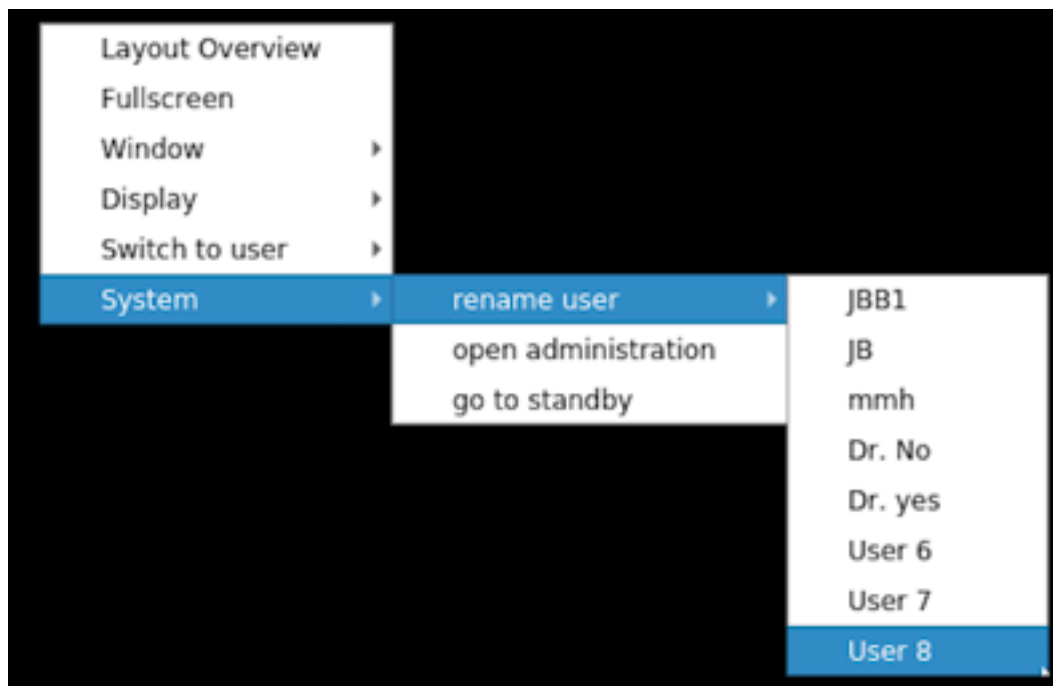 Layout Overview
Fullscreen
Window
Display
Switch to user
System
rename user
open administration
go to standby
JBB1
JB
mmh
Dr. No
Dr. yes
User 6
User 7
User 8